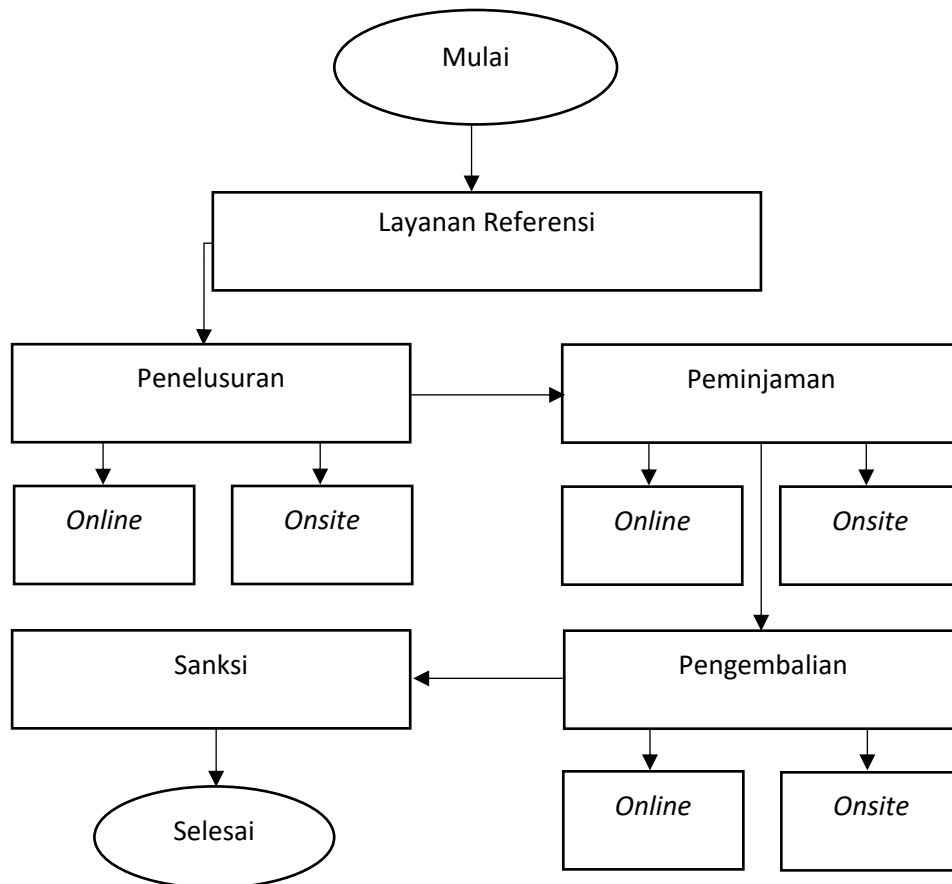 Mulai
Layanan Referensi
Penelusuran
Peminjaman
Online
Onsite
Online
Onsite
Sanksi
Pengembalian
Online
Onsite
Selesai